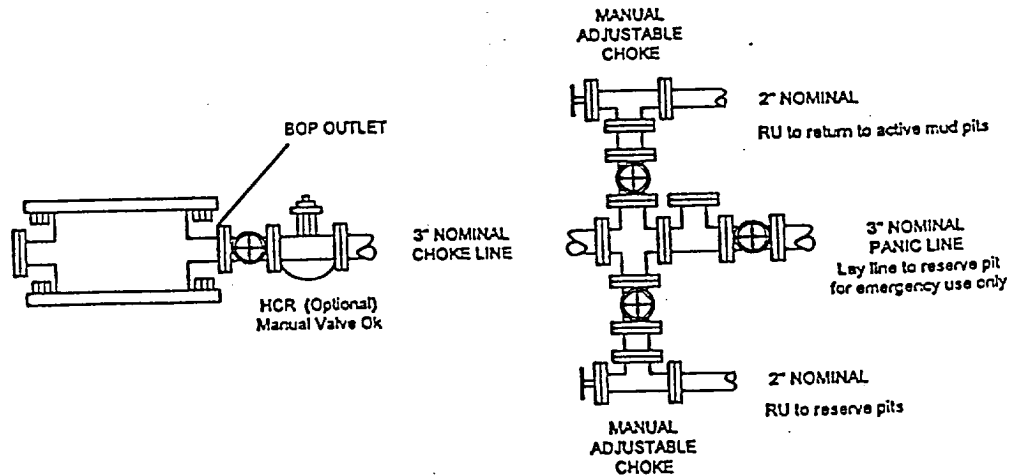 MANUAL
ADJUSTABLE
CHOKE
2" NOMINAL
RU to return to active mud pits
BOP OUTLET
3" NOMINAL
CHOKE LINE
HCR (Optional)
Manual Valve Ok
3" NOMINAL
PANIC LINE
Lay line to reserve pit
for emergency use only
2" NOMINAL
RU to reserve pits
MANUAL
ADJUSTABLE
CHOKE